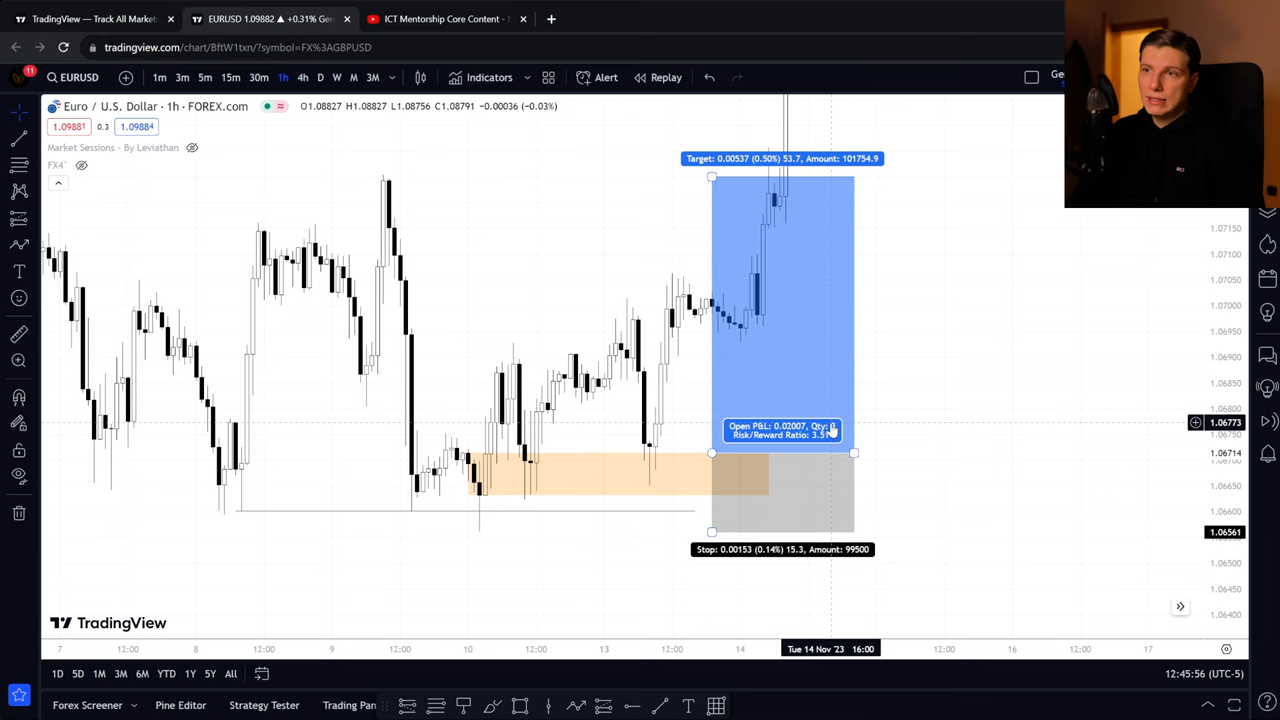 TradingView — Track All Market
EURUSD 1.09882 ▲ +0.31% Gen
ICT Mentorship Core Content -
tradingview.com/chart/BftW1txn/?symbol=FX%3AGBPUSD
11
EURUSD
1m 3m 5m 15m 30m 1h 4h D W M 3M
Indicators
Alert
Replay
Ge
Euro / U.S. Dollar · 1h · FOREX.com
O1.08827 H1.08827 L1.08756 C1.08791 −0.00036 (−0.03%)
1.09881 0.3 1.09884
Market Sessions - By Leviathan
FX4
Target: 0.00537 (0.50%) 53.7, Amount: 101754.9
Open P&L: 0.02007, Qty:
Risk/Reward Ratio: 3.51
Stop: 0.00153 (0.14%) 15.3, Amount: 99500
1.07150
1.07100
1.07050
1.07000
1.06950
1.06900
1.06850
1.06800
1.06773
1.06750
1.06714
1.06700
1.06650
1.06600
1.06561
1.06500
1.06450
1.06400
TradingView
7 12:00 8 12:00 9 12:00 10 12:00 13 12:00 14 Tue 14 Nov '23 16:00 12:00 16 12:00 17
1D 5D 1M 3M 6M YTD 1Y 5Y All
12:45:56 (UTC-5)
Forex Screener
Pine Editor
Strategy Tester
Trading Pan